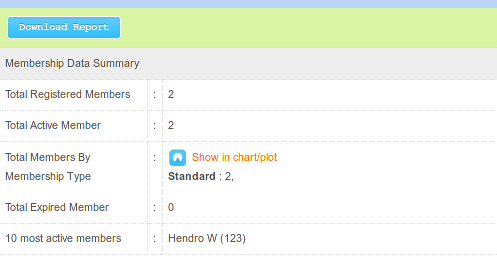 Download Report
Membership Data Summary
Total Registered Members : 2
Total Active Member : 2
Total Members By : Show in chart/plot
Membership Type Standard : 2,
Total Expired Member : 0
10 most active members : Hendro W (123)